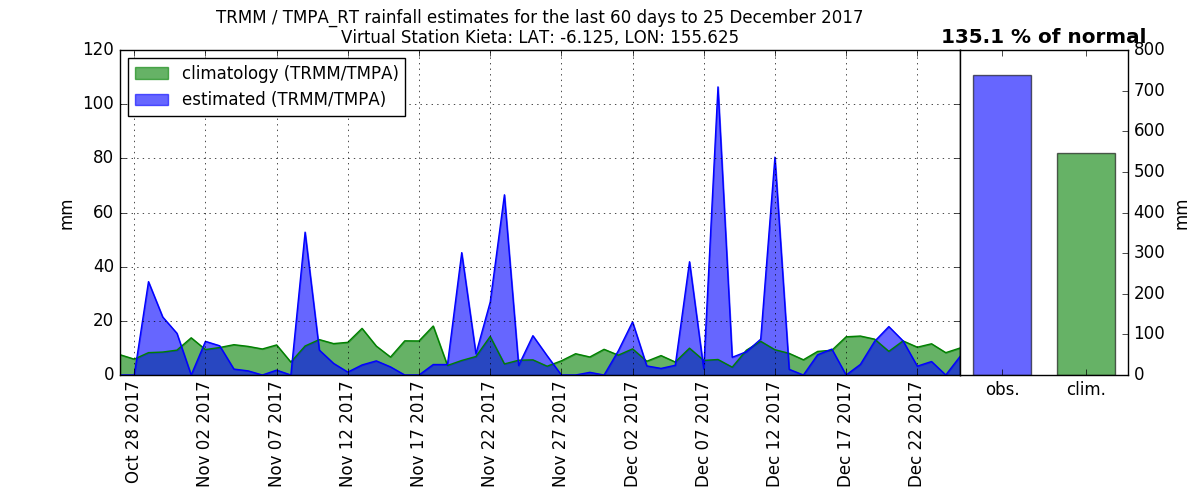 TRMM / TMPA_RT rainfall estimates for the last 60 days to 25 December 2017
Virtual Station Kieta: LAT: -6.125, LON: 155.625
135.1 % of normal
climatology (TRMM/TMPA)
estimated (TRMM/TMPA)
mm
120
100
80
60
40
20
0
Oct 28 2017
Nov 02 2017
Nov 07 2017
Nov 12 2017
Nov 17 2017
Nov 22 2017
Nov 27 2017
Dec 02 2017
Dec 07 2017
Dec 12 2017
Dec 17 2017
Dec 22 2017
800
700
600
500
400
300
200
100
0
mm
obs.
clim.